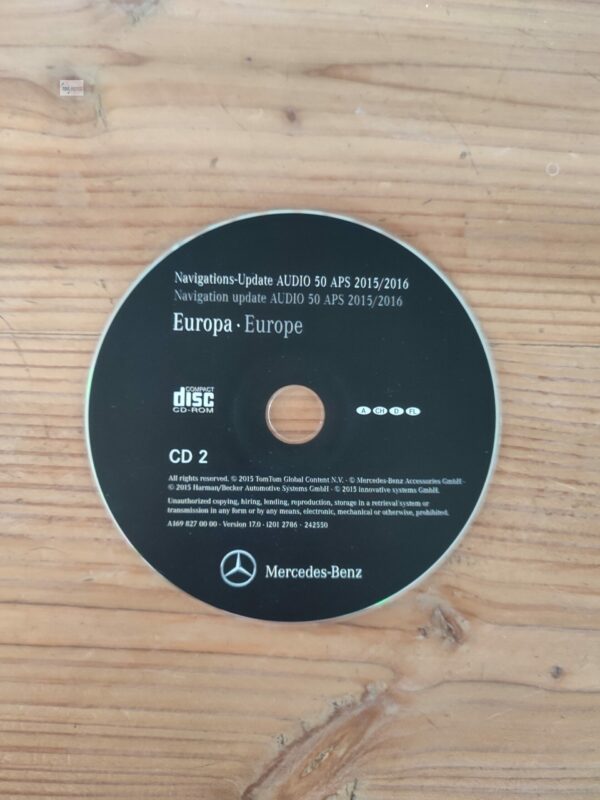 Navigations-Update AUDIO 50 APS 2015/2016
Navigation update AUDIO 50 APS 2015/2016
Europa · Europe
COMPACT
disc
CD-ROM
A CH D FL
CD 2
All rights reserved. © 2015 TomTom Global Content N.V. · © Mercedes-Benz Accessories GmbH ·
© 2015 Harman/Becker Automotive Systems GmbH · © 2015 innovative systems GmbH.
Unauthorized copying, hiring, lending, reproduction, storage in a retrieval system or
transmission in any form or by any means, electronic, mechanical or otherwise, prohibited.
A169 827 00 00 · Version 17.0 · i201 2786 - 242550
Mercedes-Benz